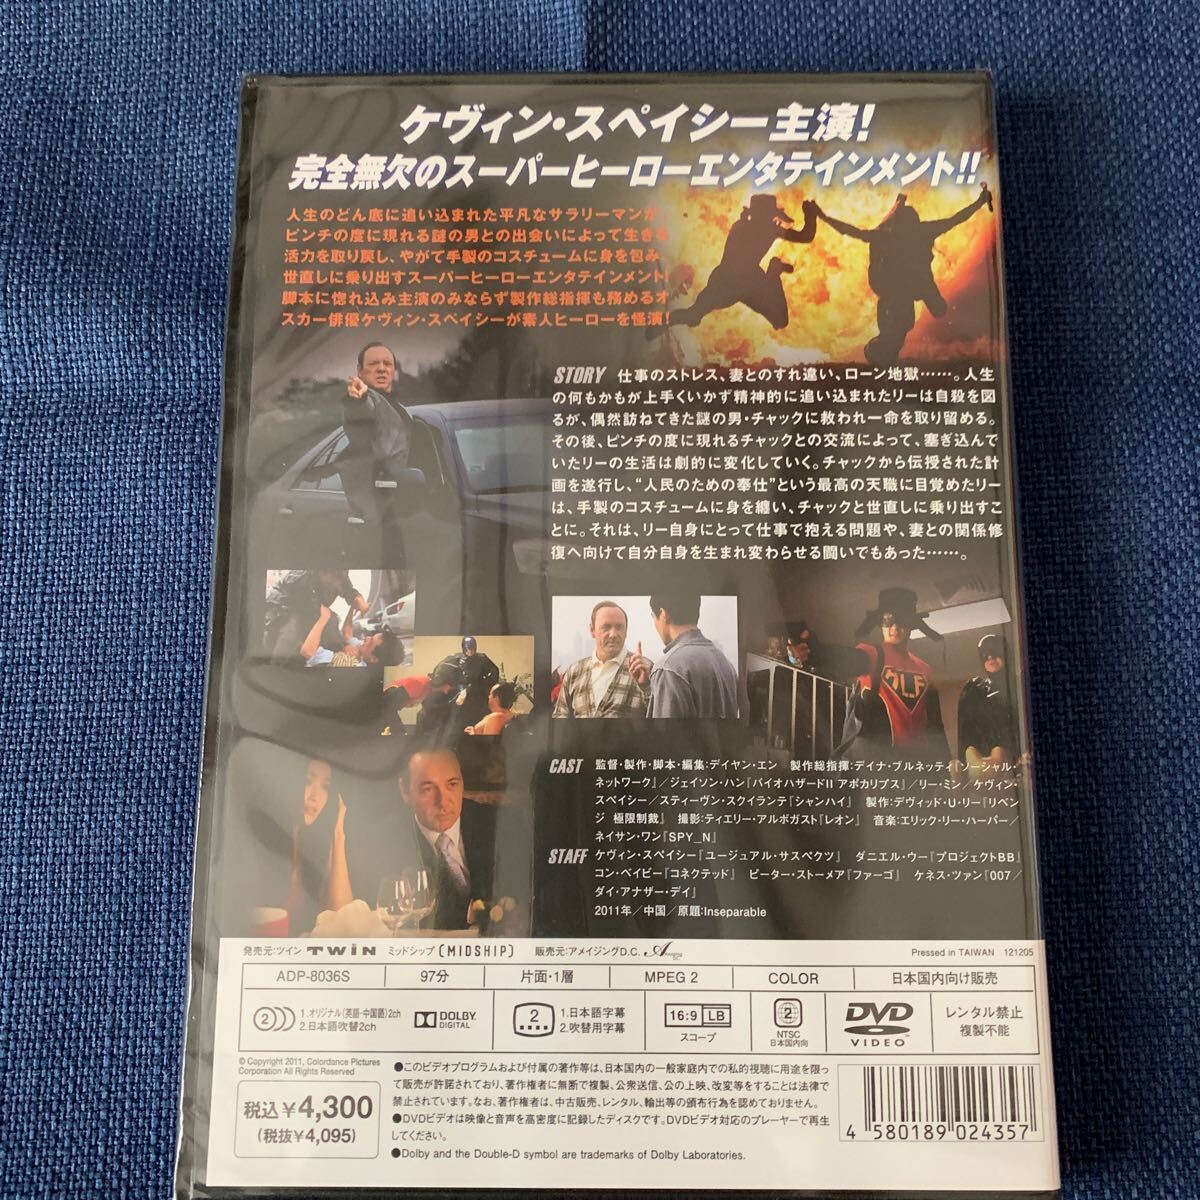 ケヴィン・スペイシー主演!
完全無欠のスーパーヒーローエンタテインメント!!
人生のどん底に追い込まれた平凡なサラリーマンが、
ピンチの度に現れる謎の男との出会いによって生きる
活力を取り戻し、やがて手製のコスチュームに身を包み、
世直しに乗り出すスーパーヒーローエンタテインメント!
脚本に惚れ込み主演のみならず製作総指揮も務めるオ
スカー俳優ケヴィン・スペイシーが素人ヒーローを怪演!
STORY 仕事のストレス、妻とのすれ違い、ローン地獄……。人生
の何もかもが上手くいかず精神的に追い込まれたリーは自殺を図
るが、偶然訪ねてきた謎の男・チャックに救われ一命を取り留める。
その後、ピンチの度に現れるチャックとの交流によって、塞ぎ込んで
いたリーの生活は劇的に変化していく。チャックから伝授された計
画を遂行し、“人民のための奉仕”という最高の天職に目覚めたリー
は、手製のコスチュームに身を纏い、チャックと世直しに乗り出すこ
とに。それは、リー自身にとって仕事で抱える問題や、妻との関係修
復へ向けて自分自身を生まれ変わらせる闘いでもあった……。
CAST 監督・製作・脚本・編集:デイヤン・エン 製作総指揮:デイナ・ブルネッティ『ソーシャル・
ネットワーク』/ジェイソン・ハン『バイオハザードII アポカリプス』/リー・ミン/ケヴィン・
スペイシー/スティーヴン・スクイランテ『シャンハイ』 製作:デヴィッド・U・リー『リベン
ジ 極限制裁』 撮影:ティエリー・アルボガスト『レオン』 音楽:エリック・リー・ハーパー/
ネイサン・ワン『SPY_N』
STAFF ケヴィン・スペイシー『ユージュアル・サスペクツ』 ダニエル・ウー『プロジェクトBB』
コン・ベイビー『コネクテッド』 ピーター・ストーメア『ファーゴ』 ケネス・ツァン『007/
ダイ・アナザー・デイ』
2011年/中国/原題:Inseparable
発売元:ツイン TWIN ミッドシップ [MIDSHIP] 販売元:アメイジングD.C. Pressed in TAIWAN 121205
ADP-8036S 97分 片面・1層 MPEG 2 COLOR 日本国内向け販売
2 1.オリジナル(英語・中国語)2ch
2.日本語吹替2ch
DOLBY
DIGITAL
2 1.日本語字幕
2.吹替用字幕
16:9 LB
スコープ
2
NTSC
日本国内向
DVD
VIDEO
レンタル禁止
複製不能
© Copyright 2011, Colordance Pictures
Corporation All Rights Reserved
税込¥4,300
(税抜¥4,095)
●このビデオプログラムおよび付属の著作等は、日本国内の一般家庭内での私的視聴に用途を限っ
て販売が許諾されており、著作権者に無断で複製、公衆送信、公の上映、改変等をすることは法律で
禁止されています。なお、著作権者は、中古販売、レンタル、輸出等の頒布行為を認めておりません。
●DVDビデオは映像と音声を高密度に記録したディスクです。DVDビデオ対応のプレーヤーで再生
してください。
●Dolby and the Double-D symbol are trademarks of Dolby Laboratories.
4 580189 024357